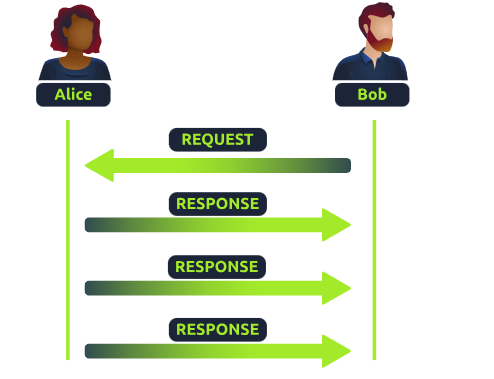 Alice
Bob
REQUEST
RESPONSE
RESPONSE
RESPONSE